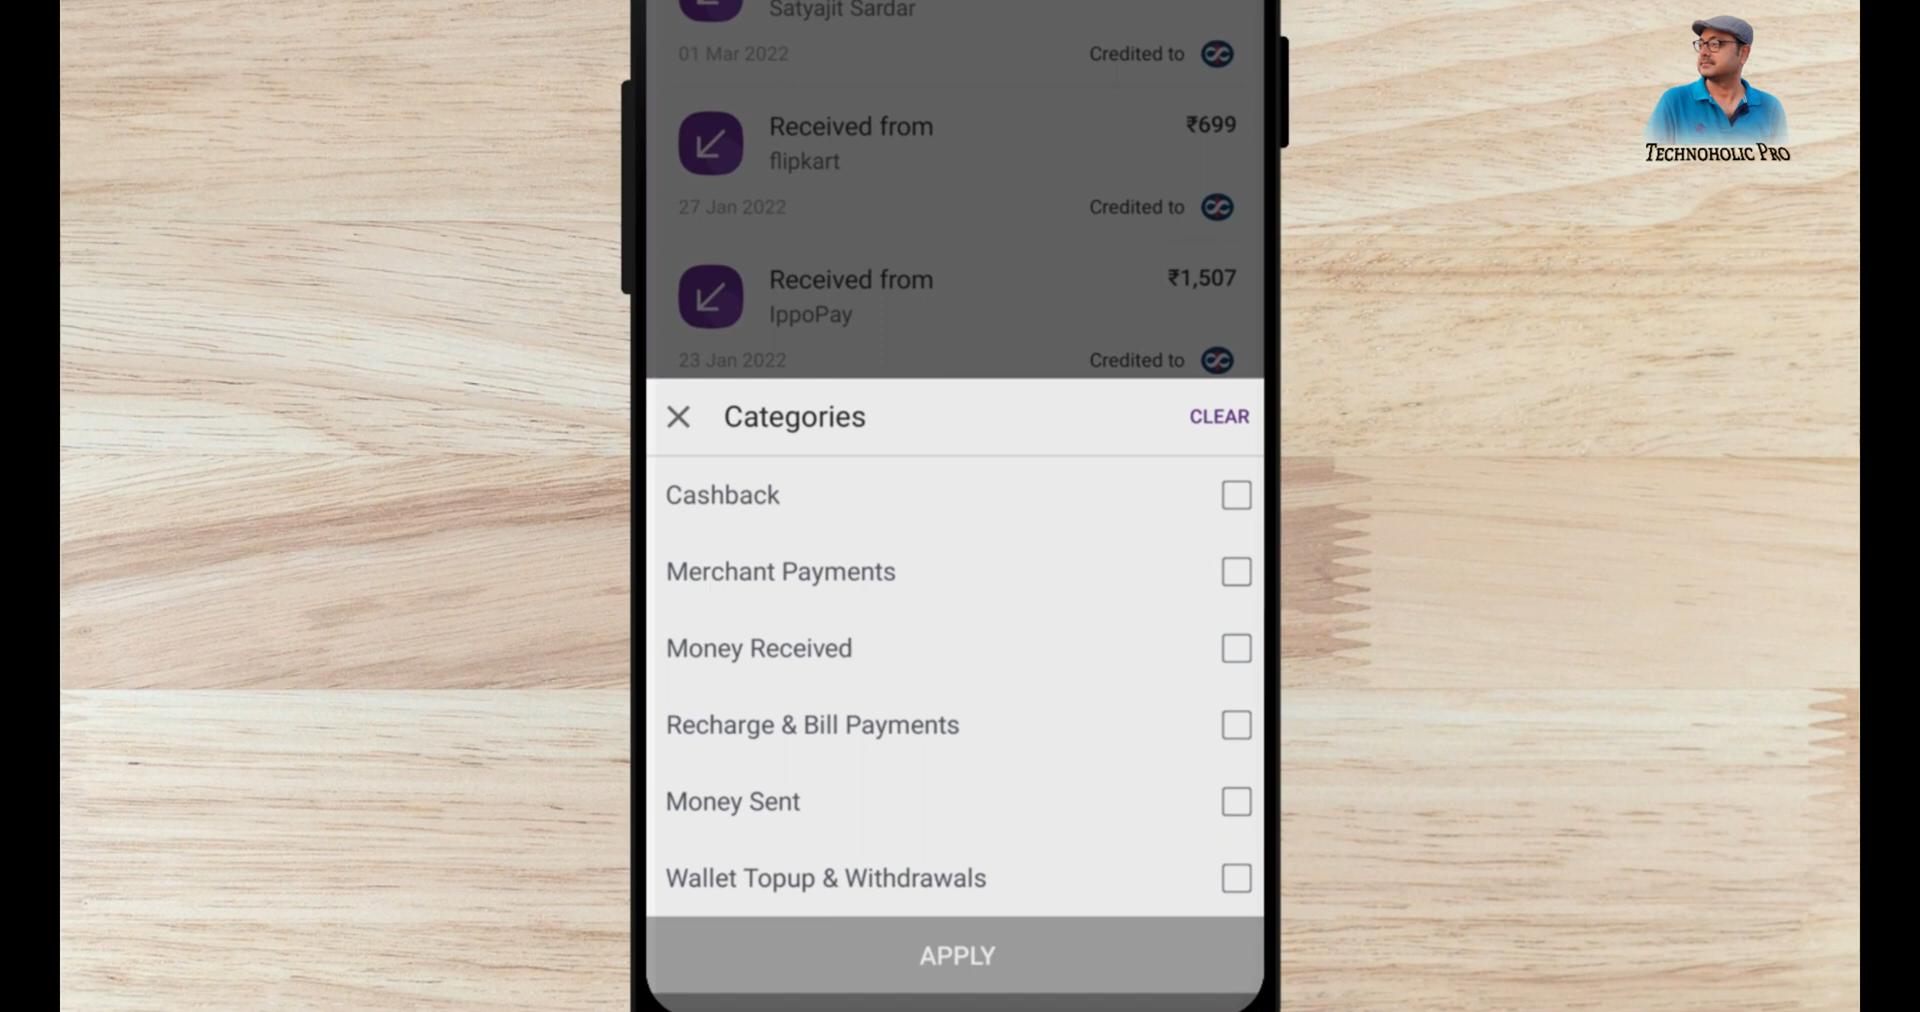 Satyajit Sardar
01 Mar 2022
Credited to
Received from
₹699
flipkart
27 Jan 2022
Credited to
Received from
₹1,507
IppoPay
23 Jan 2022
Credited to
Categories
CLEAR
Cashback
Merchant Payments
Money Received
Recharge & Bill Payments
Money Sent
Wallet Topup & Withdrawals
APPLY
TECHNOHOLIC PRO